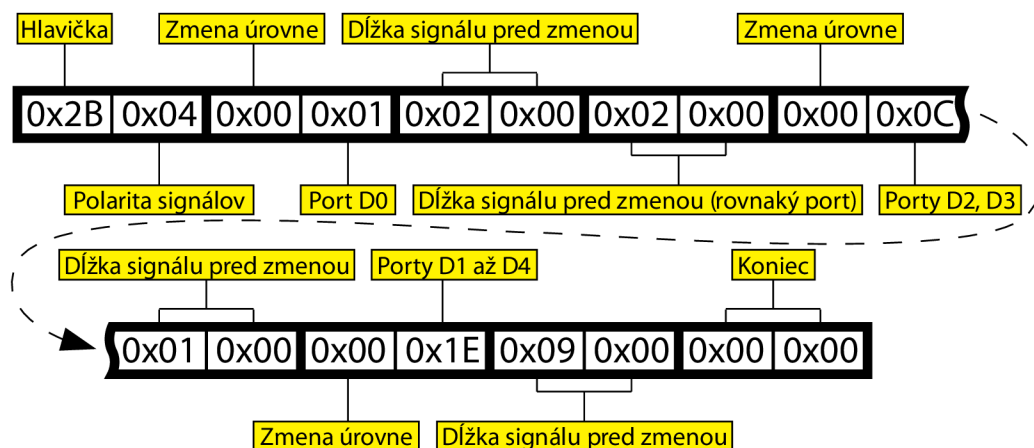 Hlavička Zmena úrovne Dĺžka signálu pred zmenou Zmena úrovne
0x2B 0x04 0x00 0x01 0x02 0x00 0x02 0x00 0x00 0x0C
Polarita signálov Port D0 Dĺžka signálu pred zmenou (rovnaký port) Porty D2, D3
Dĺžka signálu pred zmenou Porty D1 až D4 Koniec
0x01 0x00 0x00 0x1E 0x09 0x00 0x00 0x00
Zmena úrovne Dĺžka signálu pred zmenou